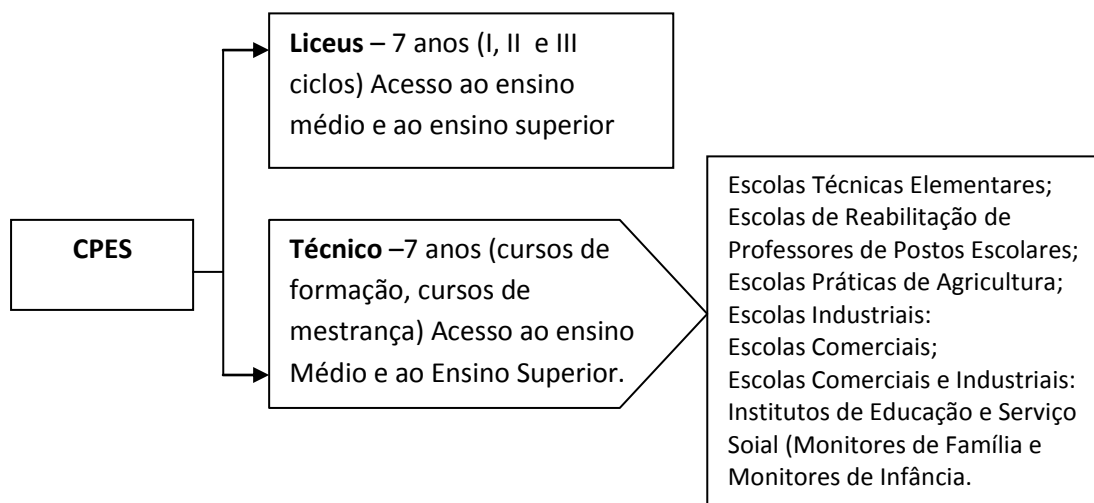 CPES
Liceus – 7 anos (I, II e III
ciclos) Acesso ao ensino
médio e ao ensino superior
Técnico –7 anos (cursos de
formação, cursos de
mestrança) Acesso ao ensino
Médio e ao Ensino Superior.
Escolas Técnicas Elementares;
Escolas de Reabilitação de
Professores de Postos Escolares;
Escolas Práticas de Agricultura;
Escolas Industriais:
Escolas Comerciais;
Escolas Comerciais e Industriais:
Institutos de Educação e Serviço
Soial (Monitores de Família e
Monitores de Infância.